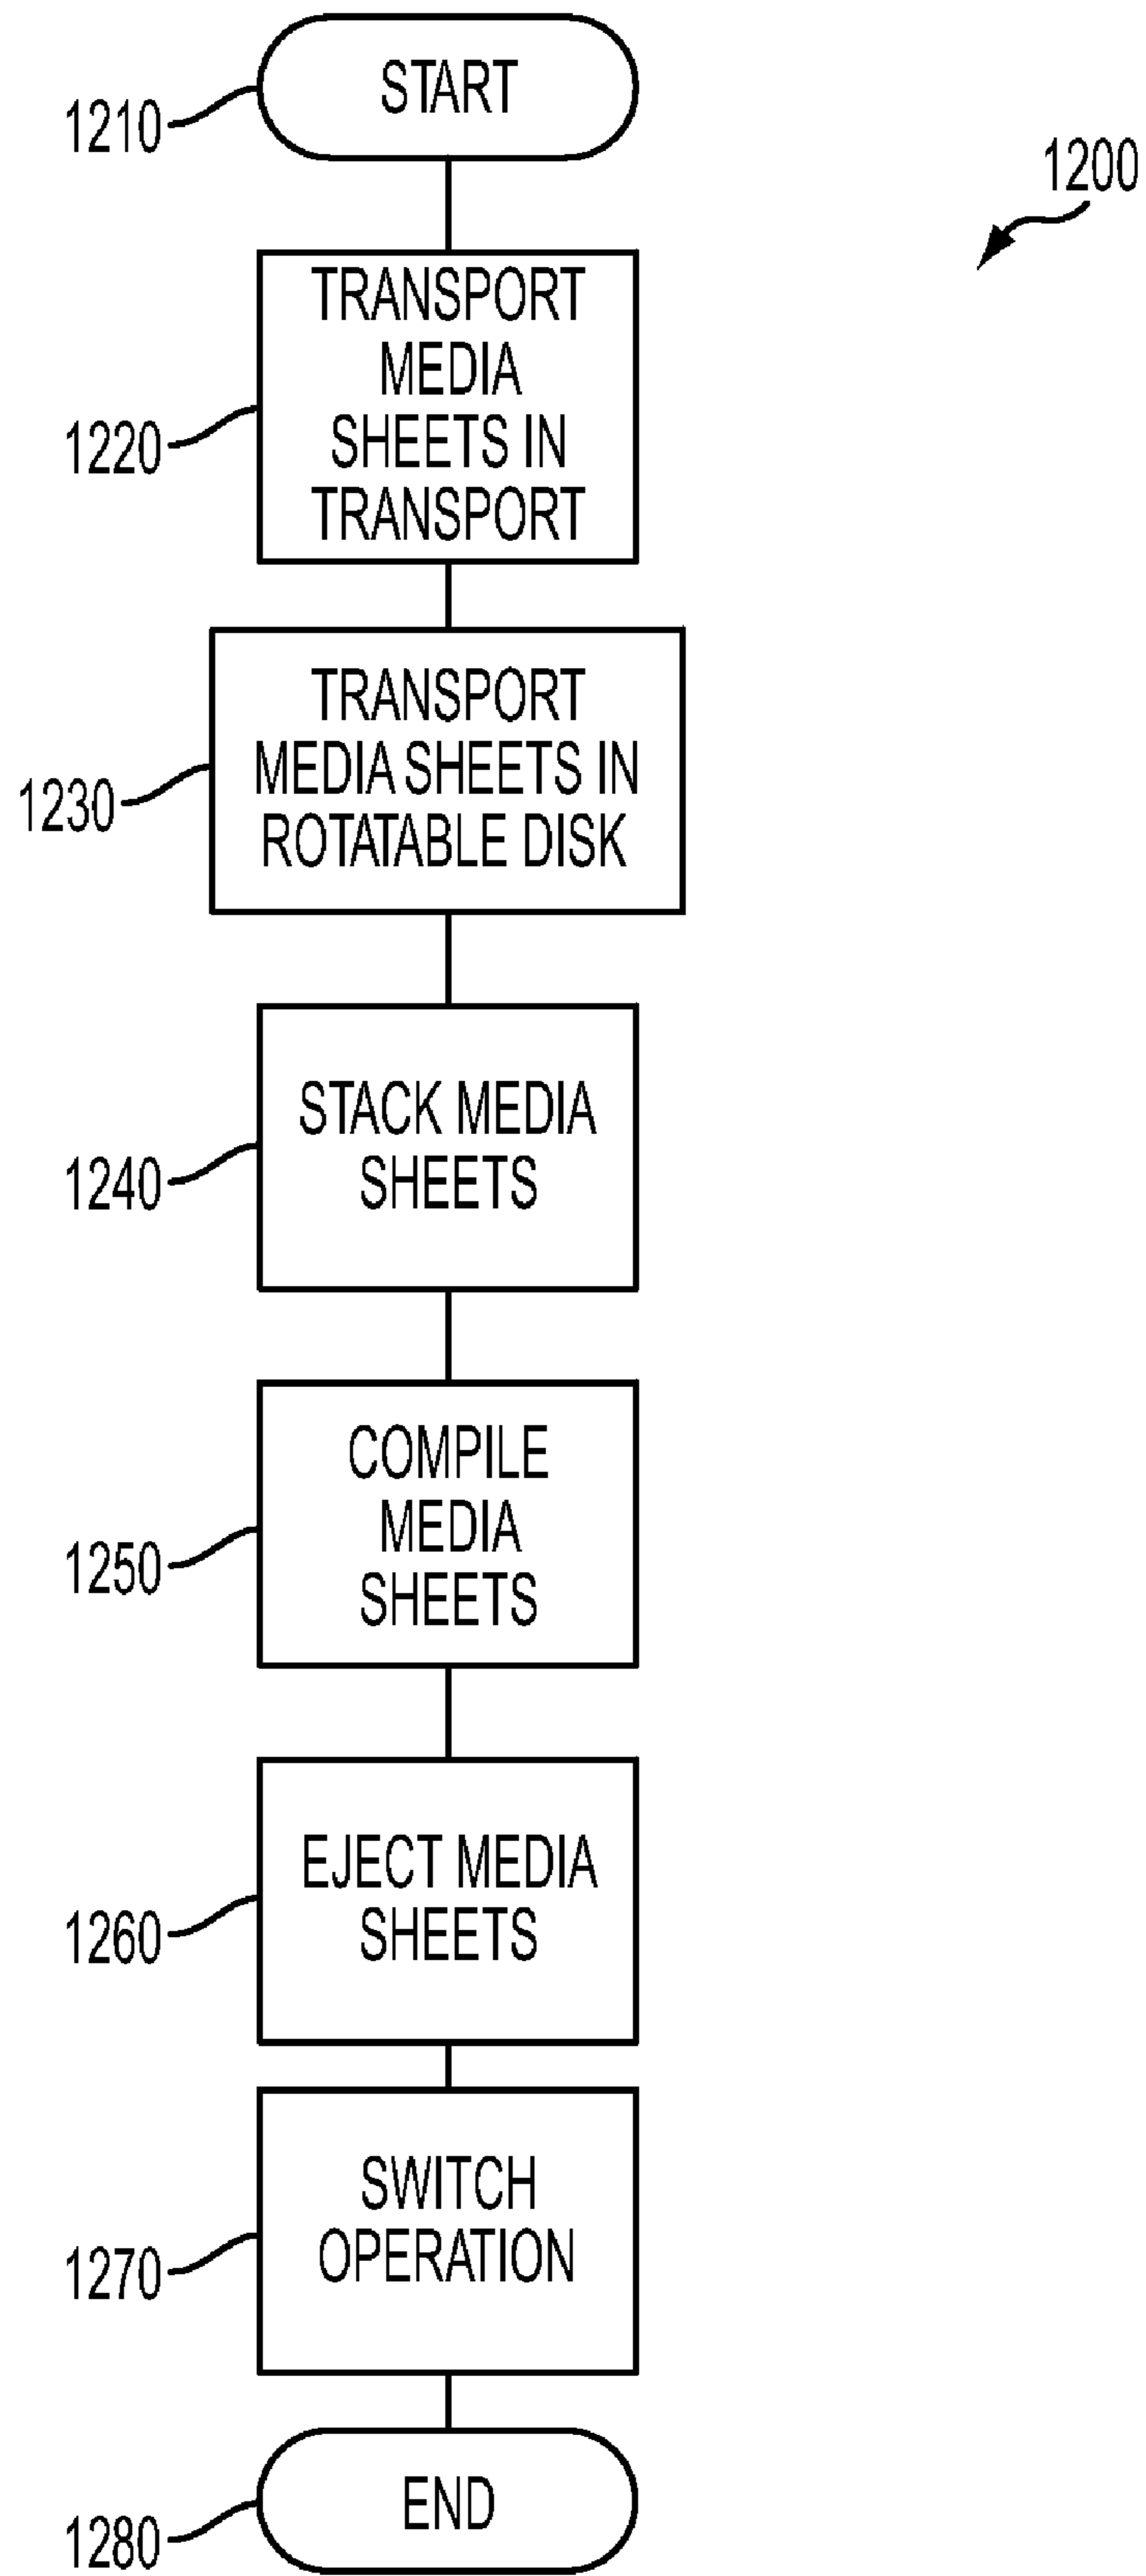 START
1210
1200
TRANSPORT
MEDIA
SHEETS IN
TRANSPORT
1220
TRANSPORT
MEDIA SHEETS IN
ROTATABLE DISK
1230
STACK MEDIA
SHEETS
1240
COMPILE
MEDIA
SHEETS
1250
EJECT MEDIA
SHEETS
1260
SWITCH
OPERATION
1270
END
1280